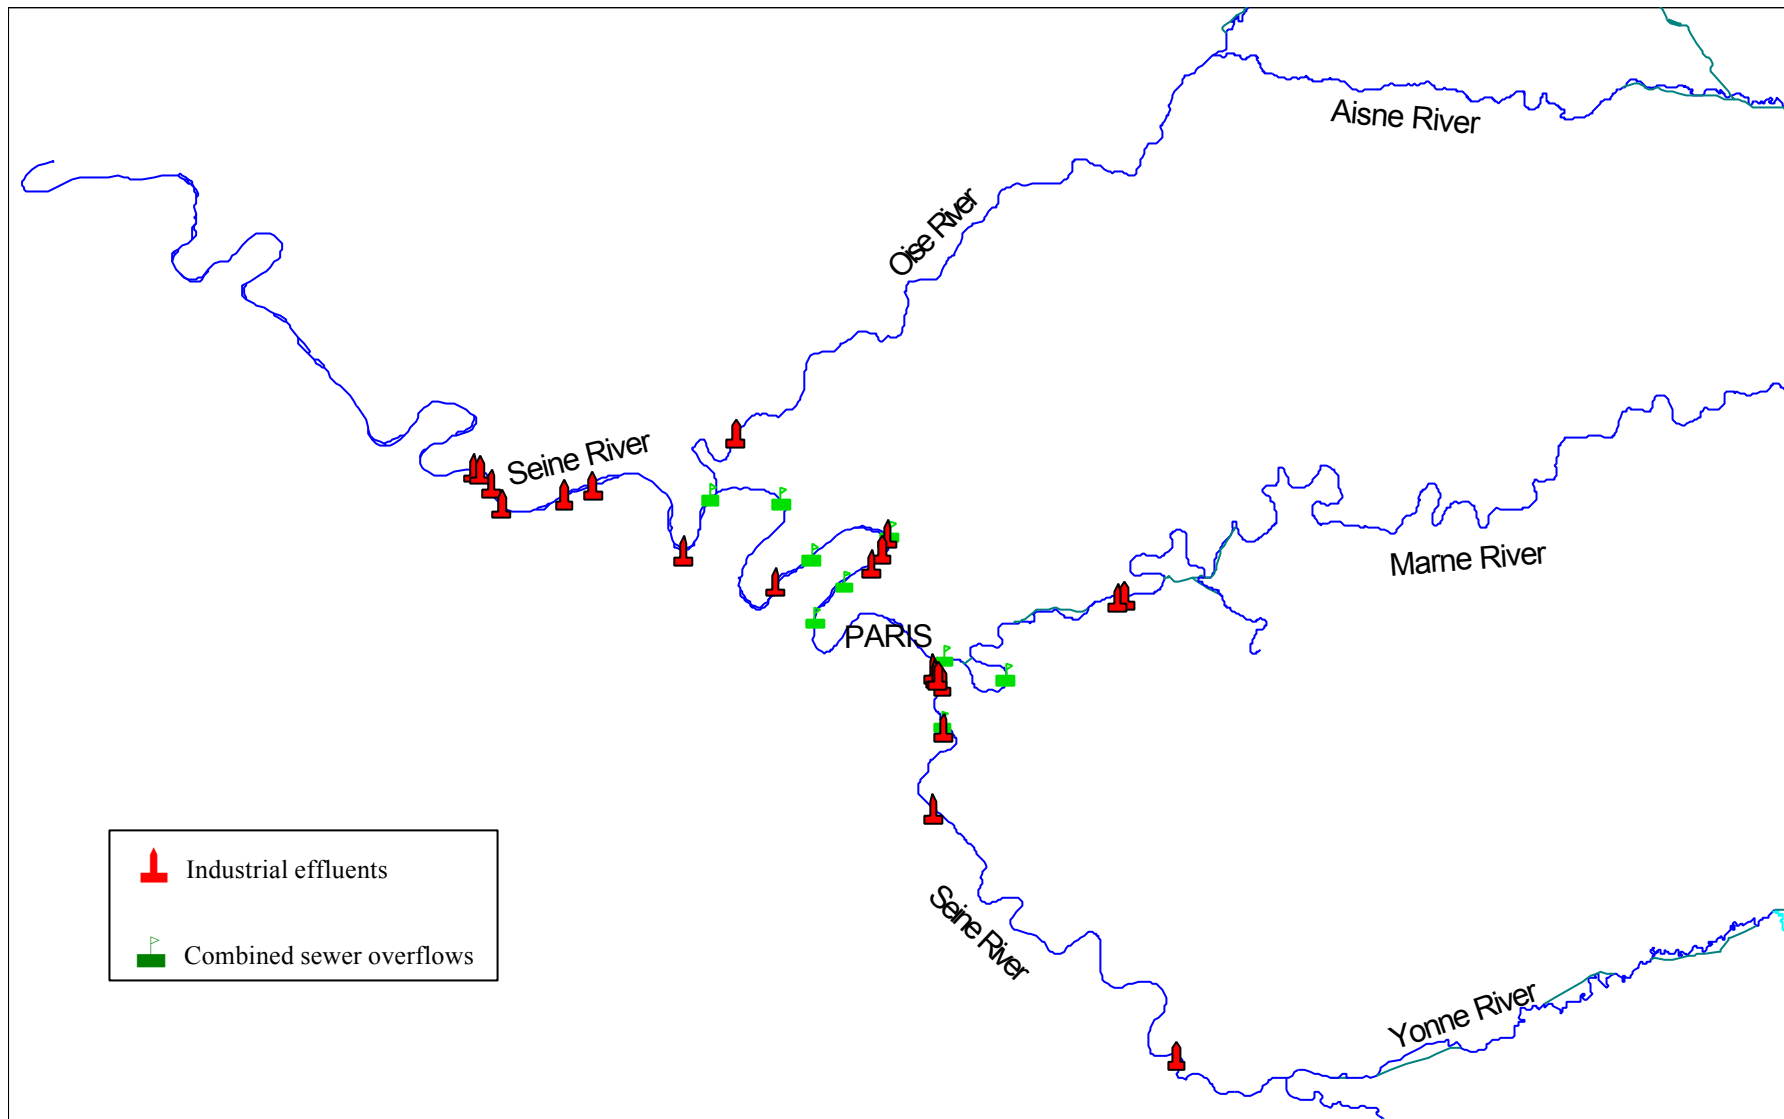 Aisne River
Oise River
Seine River
Marne River
PARIS
Industrial effluents
Seine River
Combined sewer overflows
Yonne River